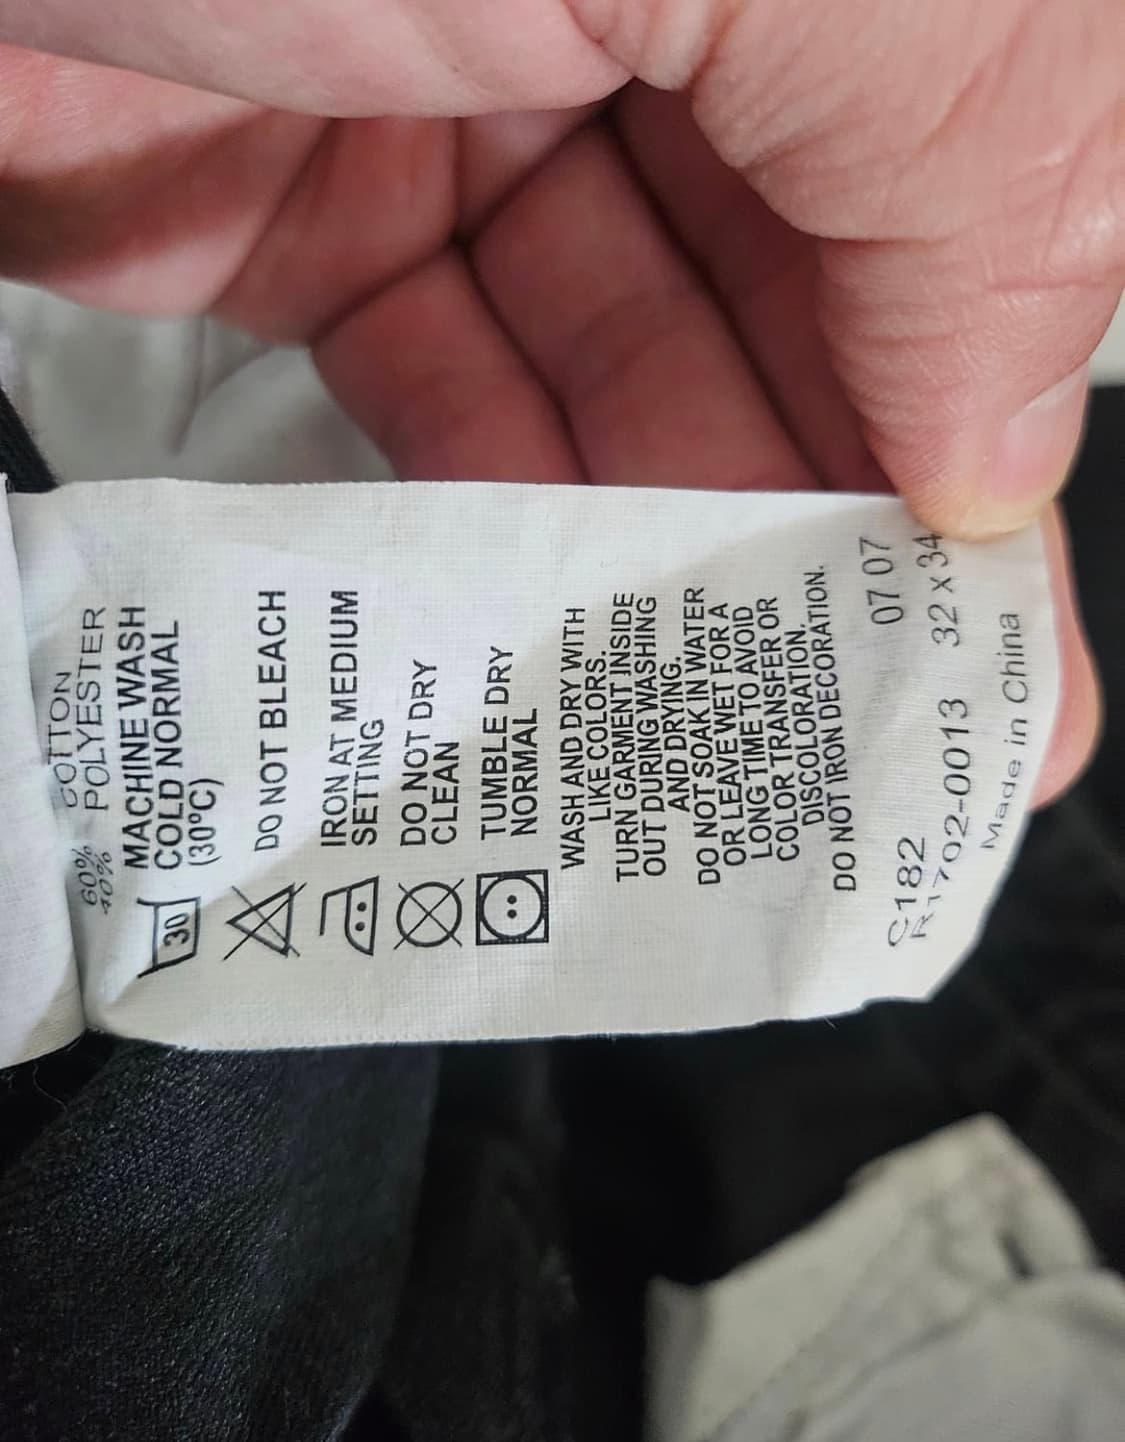 60% COTTON
40% POLYESTER
30
MACHINE WASH
COLD NORMAL
(30°C)
DO NOT BLEACH
IRON AT MEDIUM
SETTING
DO NOT DRY
CLEAN
TUMBLE DRY
NORMAL
WASH AND DRY WITH
LIKE COLORS.
TURN GARMENT INSIDE
OUT DURING WASHING
AND DRYING.
DO NOT SOAK IN WATER
OR LEAVE WET FOR A
LONG TIME TO AVOID
COLOR TRANSFER OR
DISCOLORATION.
DO NOT IRON DECORATION.
C182 07 07
R1702-0013 32 x 34
Made in China